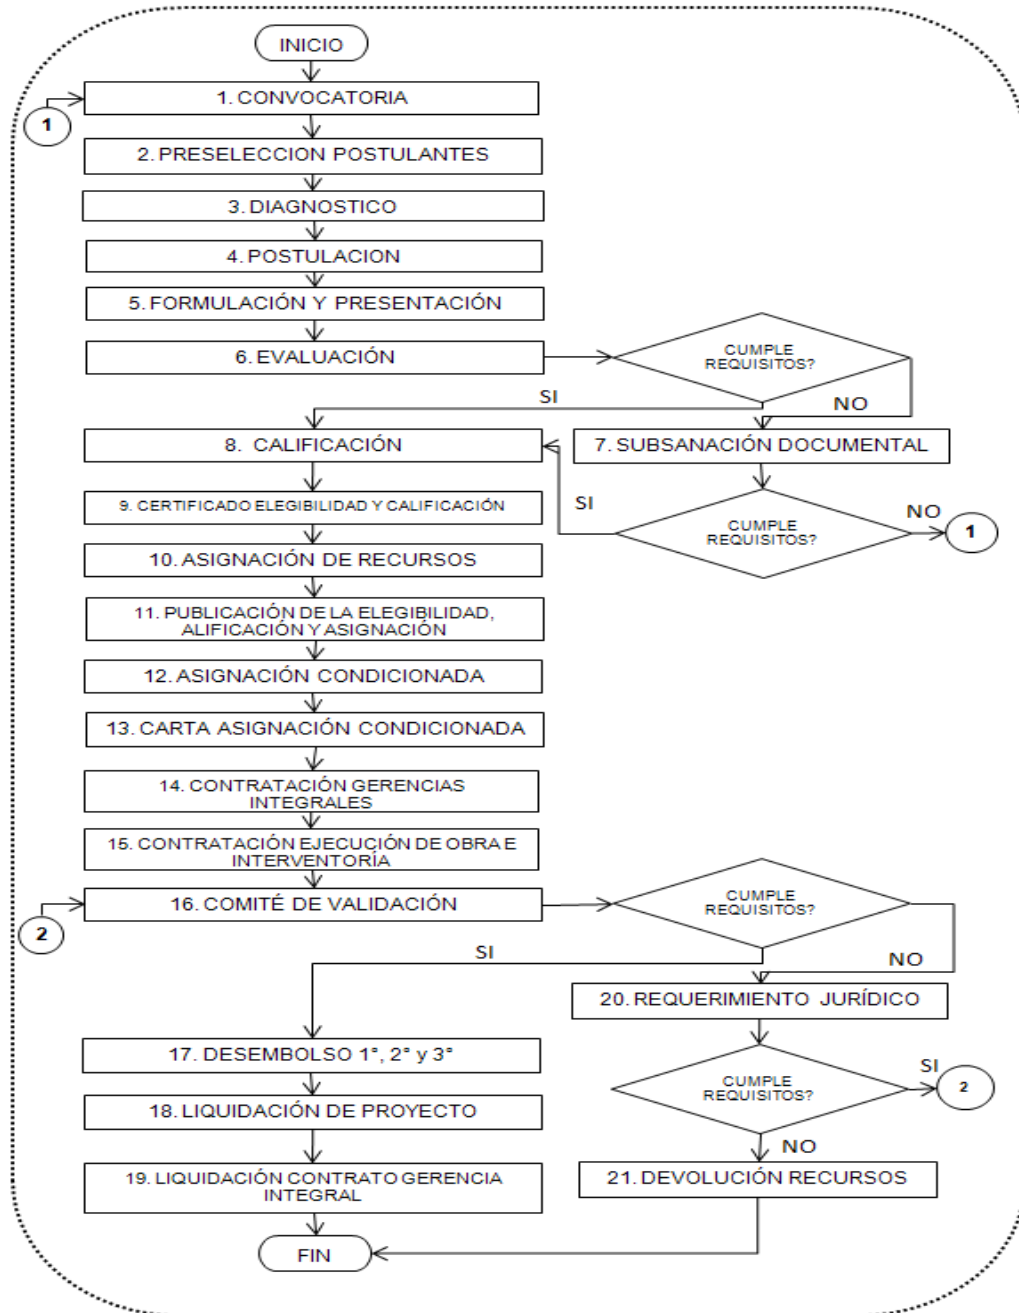 INICIO
1. CONVOCATORIA
1
2. PRESELECCION POSTULANTES
3. DIAGNOSTICO
4. POSTULACION
5. FORMULACIÓN Y PRESENTACIÓN
6. EVALUACIÓN
CUMPLE
REQUISITOS?
SI
NO
8. CALIFICACIÓN
7. SUBSANACIÓN DOCUMENTAL
9. CERTIFICADO ELEGIBILIDAD Y CALIFICACIÓN
SI
CUMPLE
REQUISITOS?
NO
1
10. ASIGNACIÓN DE RECURSOS
11. PUBLICACIÓN DE LA ELEGIBILIDAD,
ALIFICACIÓN Y ASIGNACIÓN
12. ASIGNACIÓN CONDICIONADA
13. CARTA ASIGNACIÓN CONDICIONADA
14. CONTRATACIÓN GERENCIAS
INTEGRALES
15. CONTRATACIÓN EJECUCIÓN DE OBRA E
INTERVENTORÍA
16. COMITÉ DE VALIDACIÓN
2
CUMPLE
REQUISITOS?
SI
NO
20. REQUERIMIENTO JURÍDICO
17. DESEMBOLSO 1°, 2° y 3°
CUMPLE
REQUISITOS?
SI
2
18. LIQUIDACIÓN DE PROYECTO
NO
19. LIQUIDACIÓN CONTRATO GERENCIA
INTEGRAL
21. DEVOLUCIÓN RECURSOS
FIN